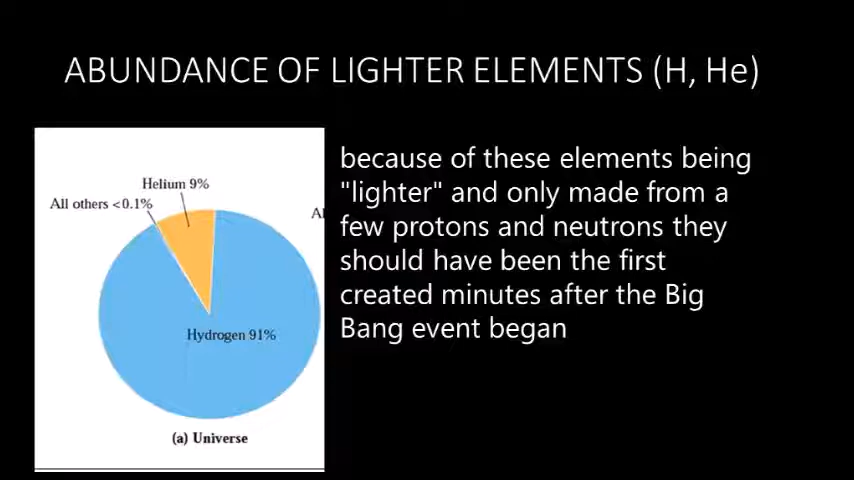 ABUNDANCE OF LIGHTER ELEMENTS (H, He)
Helium 9%
All others <0.1%
Hydrogen 91%
(a) Universe
because of these elements being
"lighter" and only made from a
few protons and neutrons they
should have been the first
created minutes after the Big
Bang event began